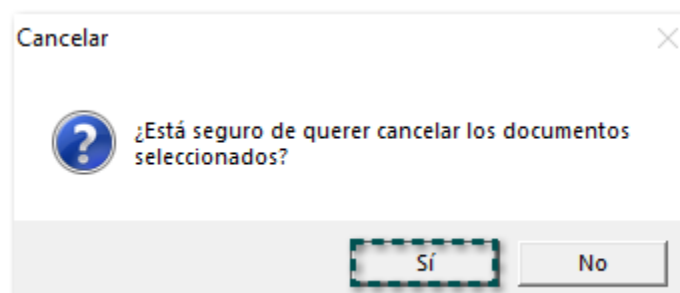 Cancelar
¿Está seguro de querer cancelar los documentos
seleccionados?
Sí
No